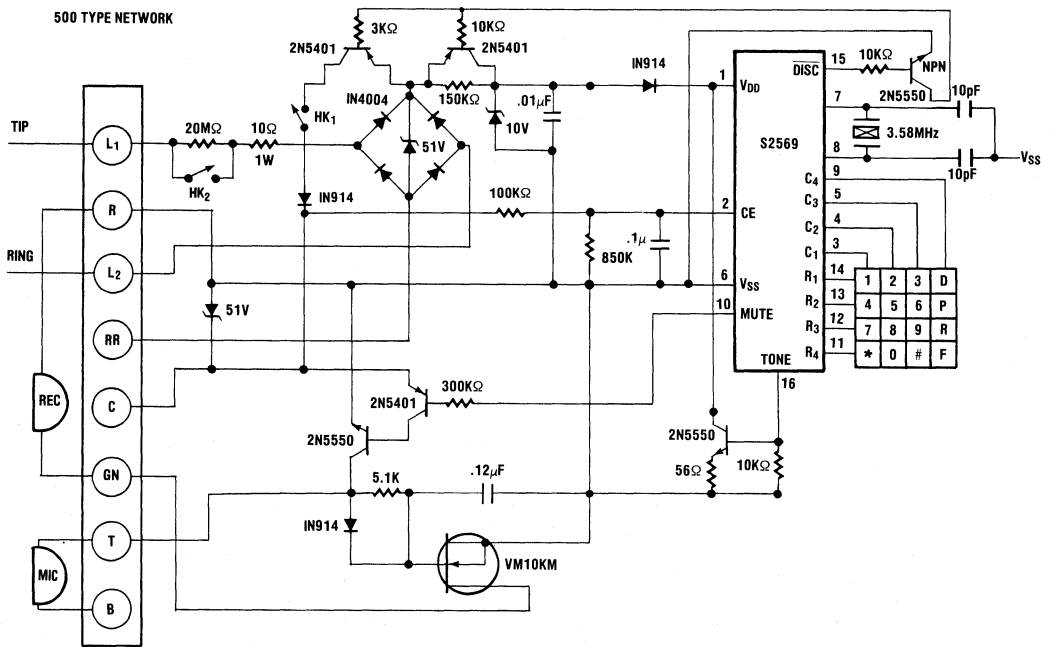 500 TYPE NETWORK
3KΩ
10KΩ
2N5401
2N5401
IN914
15
10KΩ
NPN
DISC
2N5550
10pF
1
VDD
IN4004
150KΩ
.01μF
10V
HK1
7
3.58MHz
TIP
L1
20MΩ
10Ω
1W
HK2
51V
S2569
8
10pF
VSS
9
C4
5
C3
4
C2
3
C1
IN914
100KΩ
2
CE
R
.1μ
850K
RING
L2
6
VSS
14
R1
13
R2
12
R3
11
R4
1 2 3 D
4 5 6 P
7 8 9 R
* 0 # F
51V
10
MUTE
RR
TONE
16
300KΩ
2N5401
REC
C
2N5550
2N5550
56Ω
10KΩ
GN
5.1K
.12μF
IN914
T
VM10KM
MIC
B